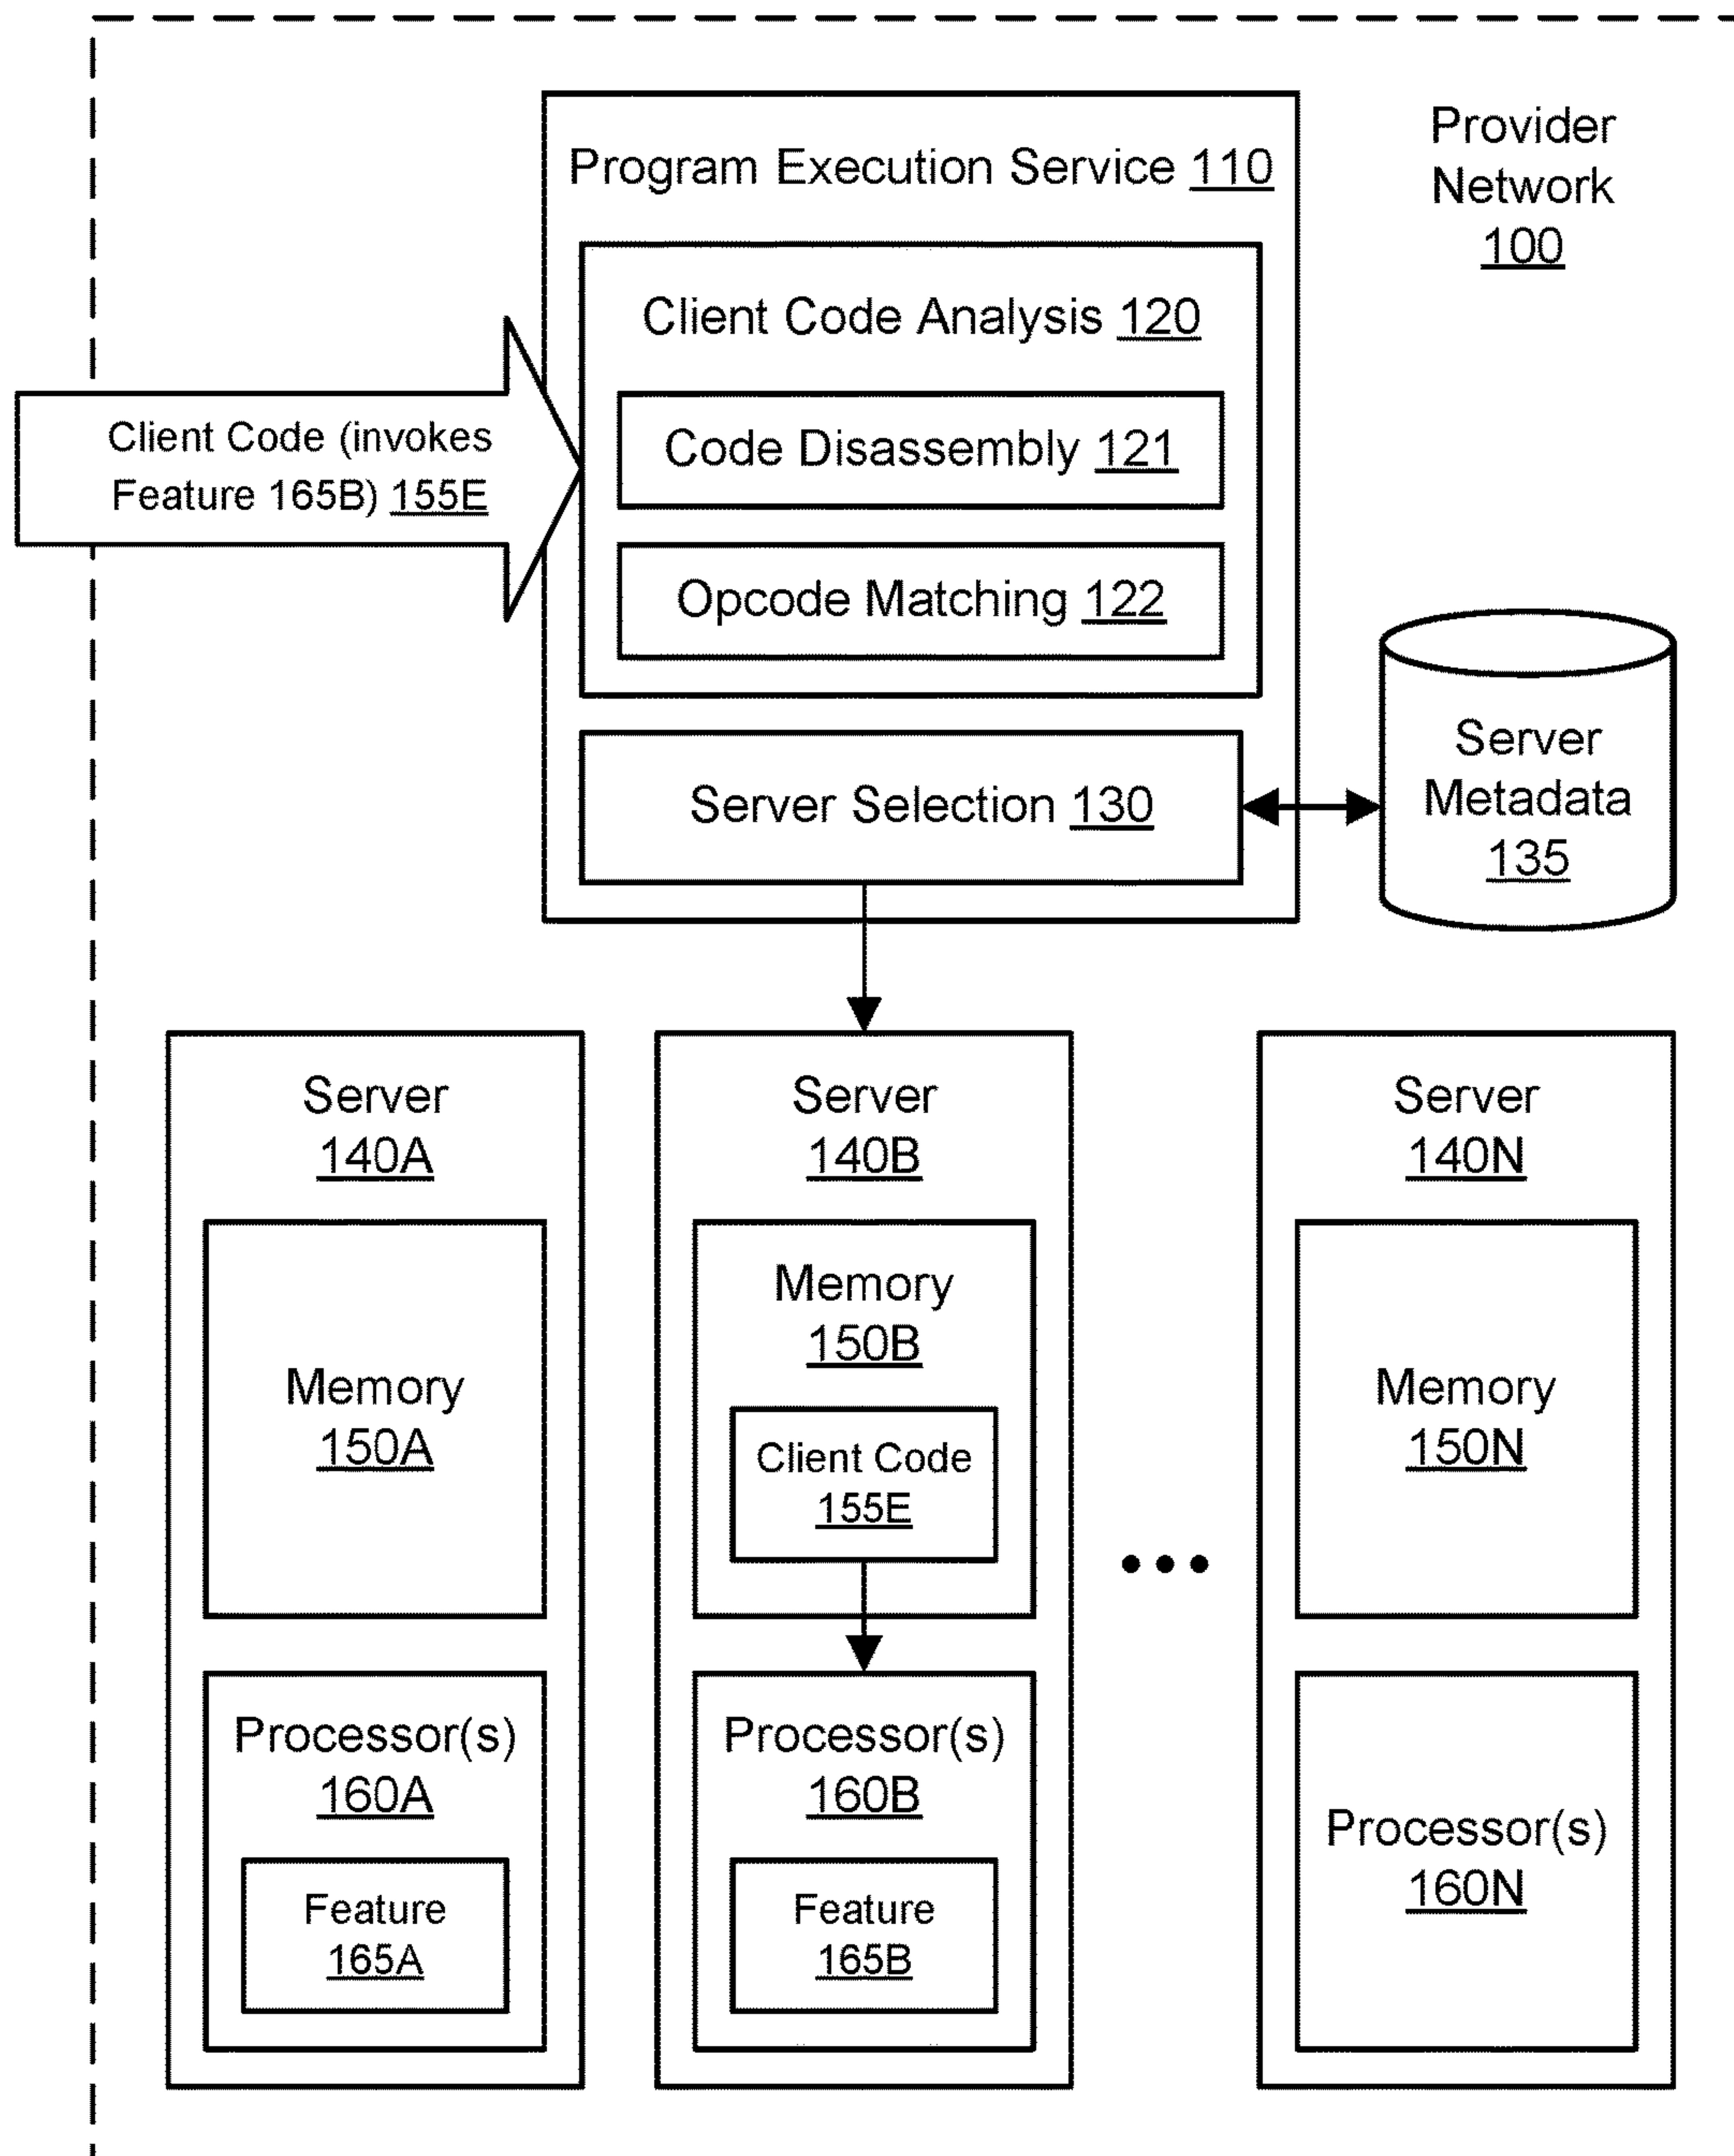 Provider
Network
100
Program Execution Service 110
Client Code Analysis 120
Client Code (invokes
Feature 165B) 155E
Code Disassembly 121
Opcode Matching 122
Server Selection 130
Server
Metadata
135
Server
140A
Memory
150A
Processor(s)
160A
Feature
165A
Server
140B
Memory
150B
Client Code
155E
Processor(s)
160B
Feature
165B
•••
Server
140N
Memory
150N
Processor(s)
160N